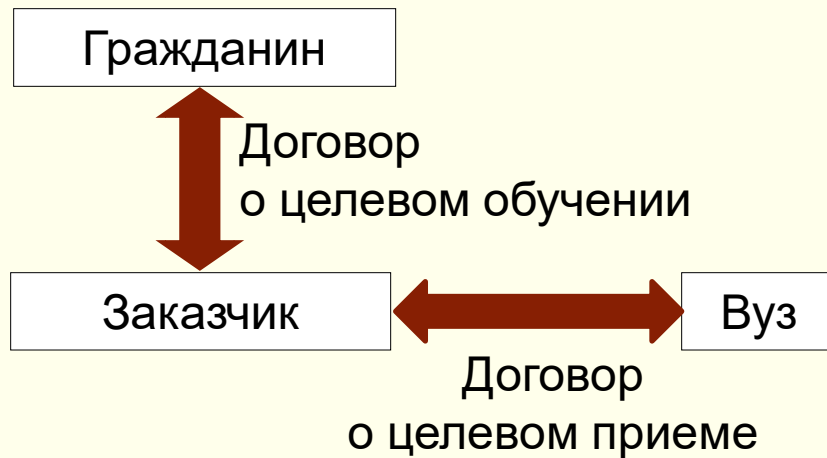 Гражданин
Договор
о целевом обучении
Заказчик
Вуз
Договор
о целевом приеме